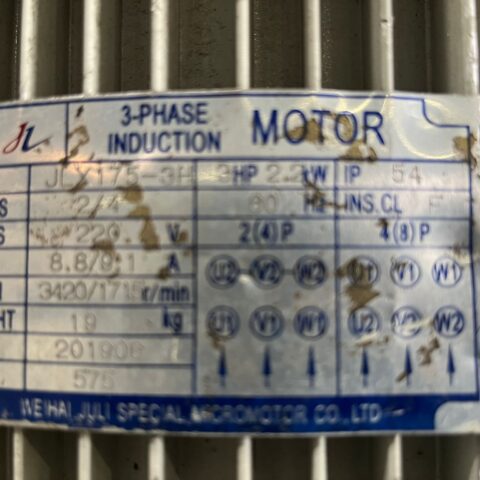 JL 3-PHASE INDUCTION MOTOR
3HP 2.2 kW IP 54
S 2/4 60 Hz INS.CL F
S 220 V 2(4)P 4(8)P
8.8/9.1 A U2 V2 W2 U1 V1 W1
3420/1715 r/min
HT 19 kg U1 V1 W1 U2 V2 W2
201906
575
WEIHAI JULI SPECIAL MICROMOTOR CO., LTD